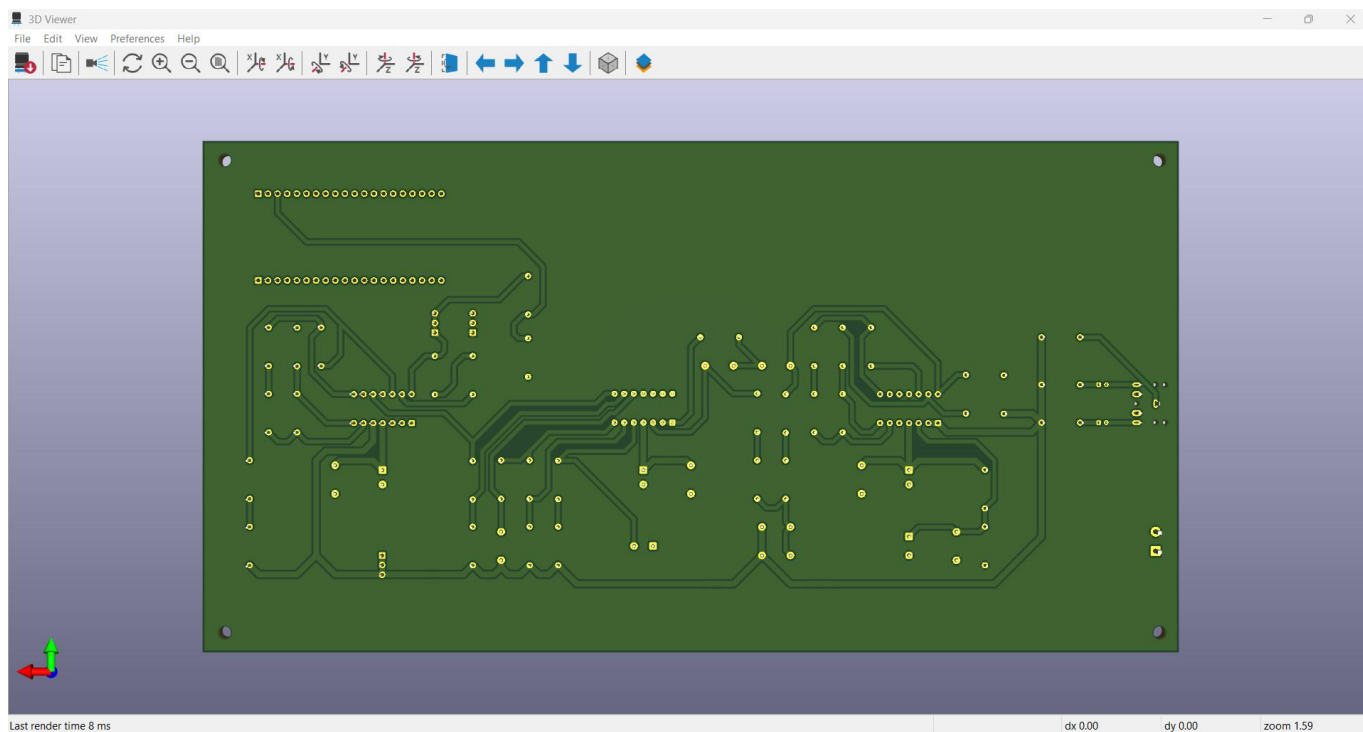 3D Viewer
File Edit View Preferences Help
X X Y Y Z Z
Last render time 8 ms dx 0.00 dy 0.00 zoom 1.59